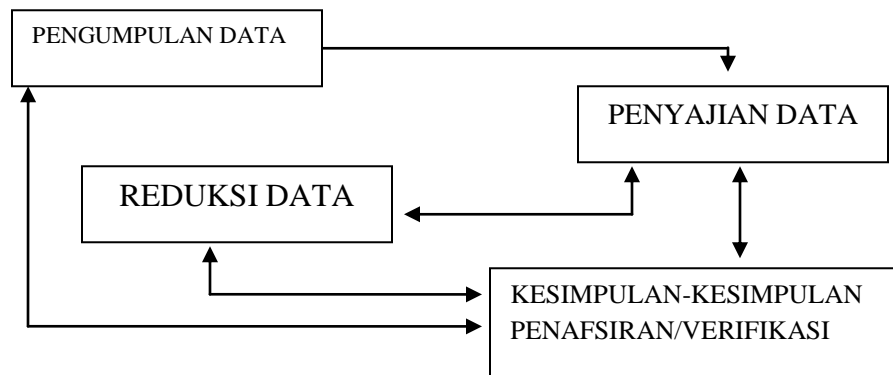 PENGUMPULAN DATA
PENYAJIAN DATA
REDUKSI DATA
KESIMPULAN-KESIMPULAN
PENAFSIRAN/VERIFIKASI